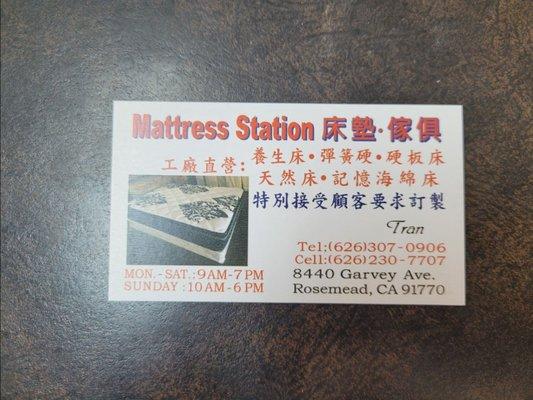 Mattress Station 床墊·傢俱
工廠直營：養生床•彈簧硬•硬板床
天然床•記憶海綿床
特別接受顧客要求訂製
Tran
Tel:(626)307-0906
Cell:(626)230-7707
MON.-SAT.:9AM-7PM
8440 Garvey Ave.
SUNDAY :10AM-6PM
Rosemead, CA 91770